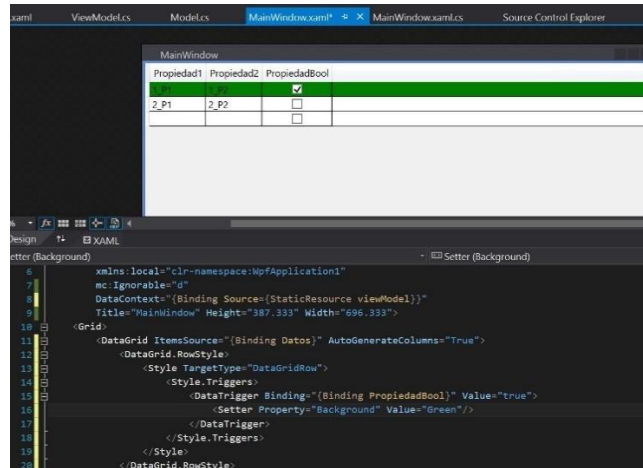 .xaml ViewModel.cs Model.cs MainWindow.xaml* MainWindow.xaml.cs Source Control Explorer
MainWindow
Propiedad1 Propiedad2 PropiedadBool
1_P1 1_P2
2_P1 2_P2
% fx
Design XAML
etter (Background) Setter (Background)
6 xmlns:local="clr-namespace:WpfApplication1"
7 mc:Ignorable="d"
8 DataContext="{Binding Source={StaticResource viewModel}}"
9 Title="MainWindow" Height="387.333" Width="696.333">
10 <Grid>
11 <DataGrid ItemsSource="{Binding Datos}" AutoGenerateColumns="True">
12 <DataGrid.RowStyle>
13 <Style TargetType="DataGridRow">
14 <Style.Triggers>
15 <DataTrigger Binding="{Binding PropiedadBool}" Value="true">
16 <Setter Property="Background" Value="Green"/>
17 </DataTrigger>
18 </Style.Triggers>
19 </Style>
20 </DataGrid.RowStyle>